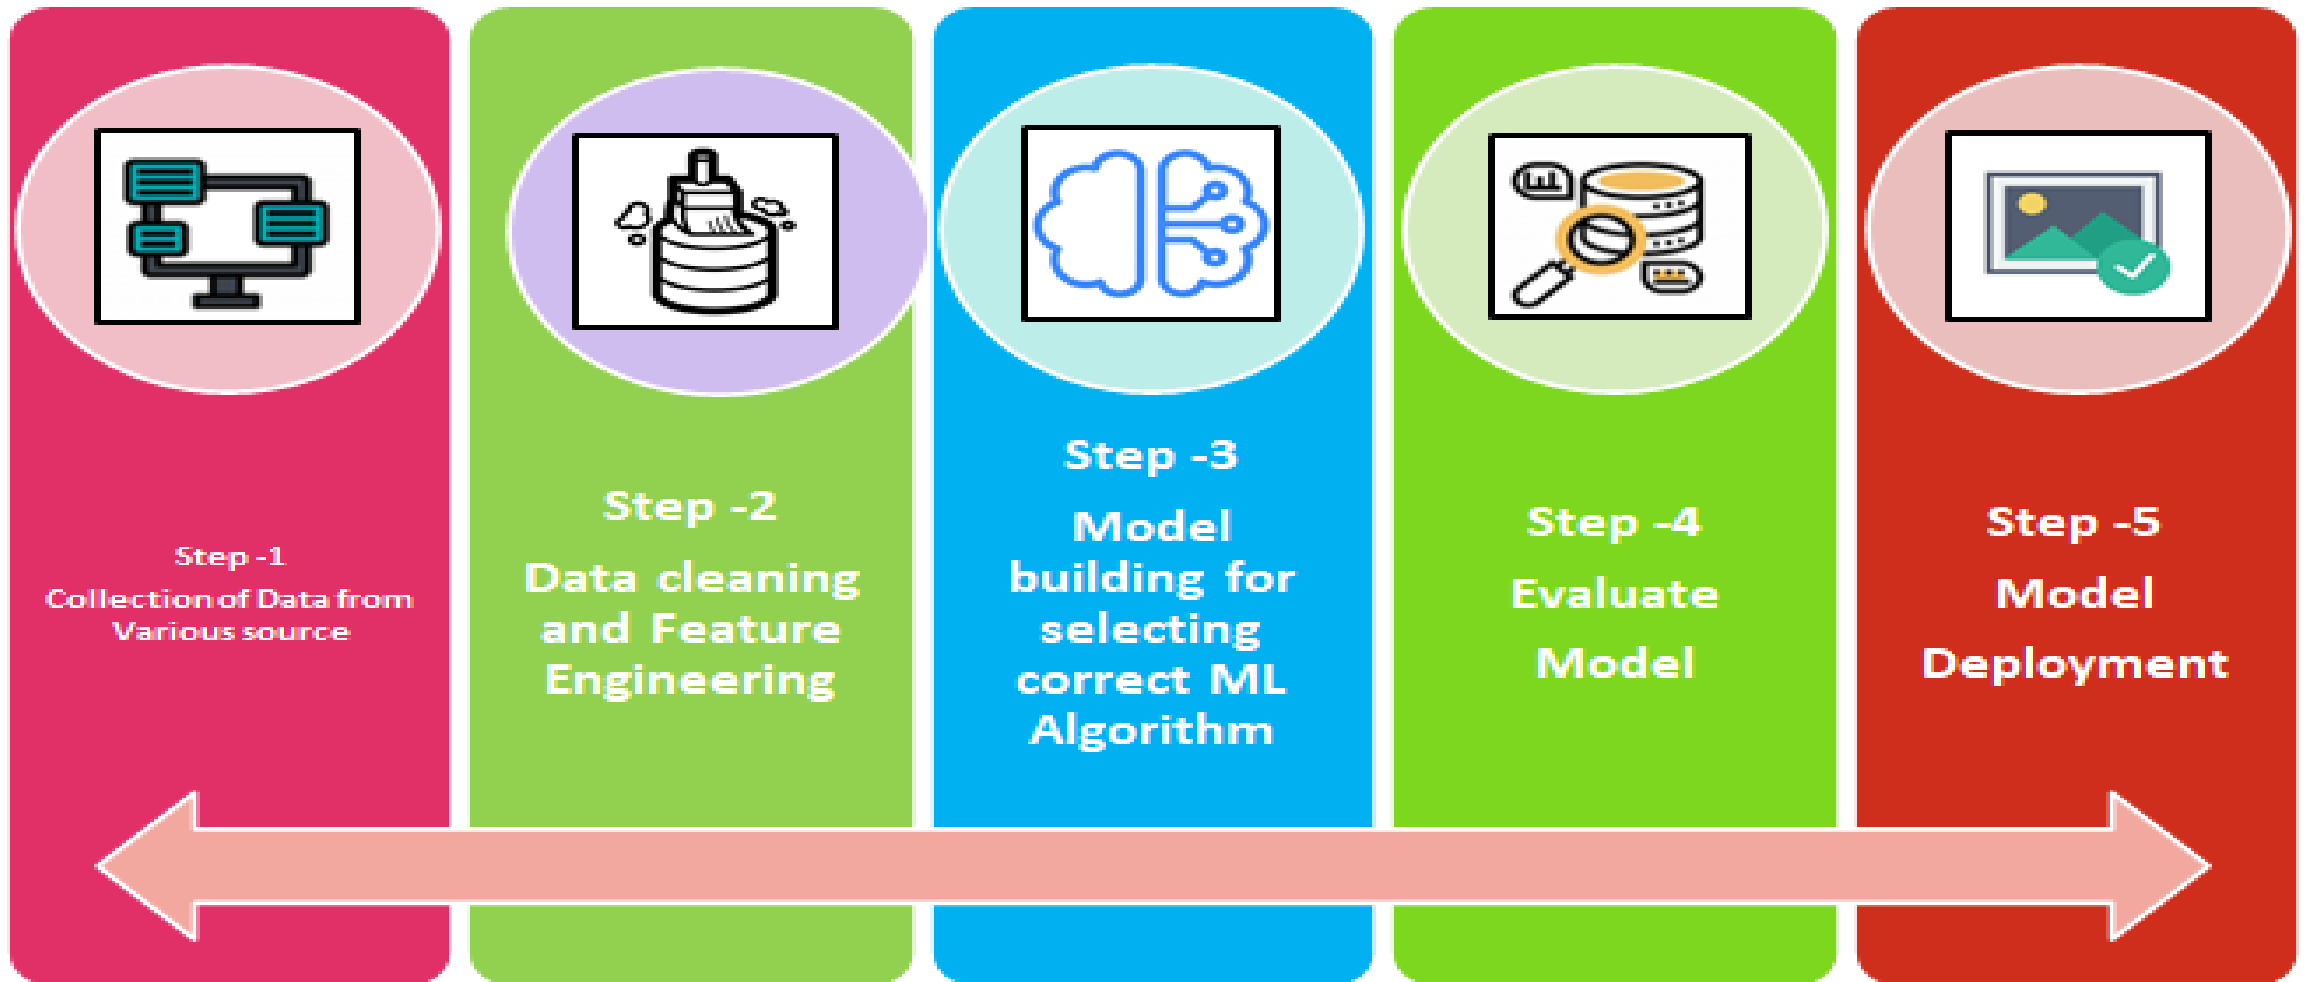 Step -1
Collection of Data from
Various source
Step -2
Data cleaning
and Feature
Engineering
Step -3
Model
building for
selecting
correct ML
Algorithm
Step -4
Evaluate
Model
Step -5
Model
Deployment